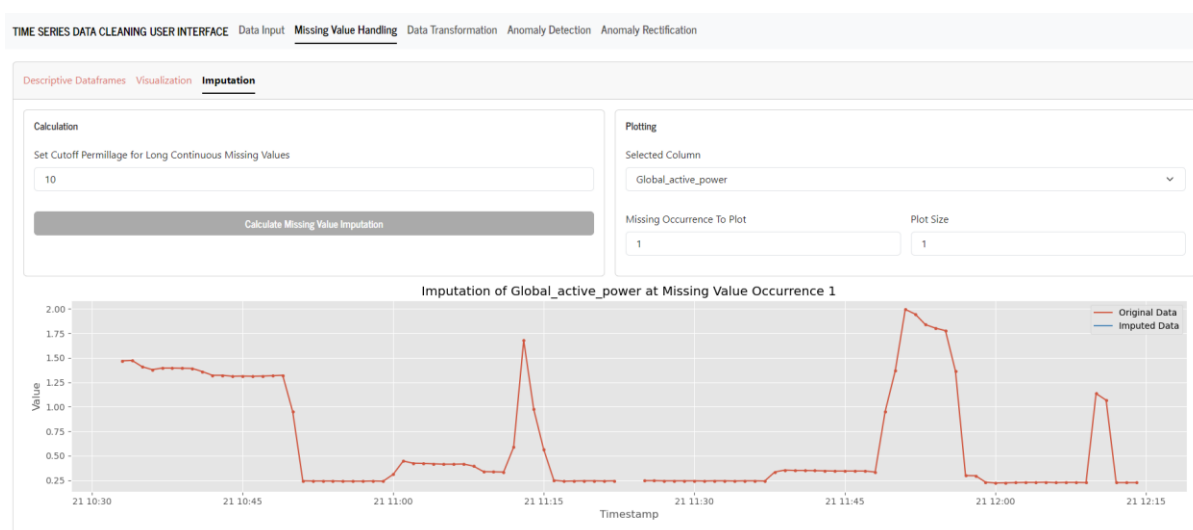 TIME SERIES DATA CLEANING USER INTERFACE Data Input Missing Value Handling Data Transformation Anomaly Detection Anomaly Rectification
Descriptive Dataframes Visualization Imputation
Calculation
Set Cutoff Permillage for Long Continuous Missing Values
10
Calculate Missing Value Imputation
Plotting
Selected Column
Global_active_power
Missing Occurrence To Plot Plot Size
1 1
Imputation of Global_active_power at Missing Value Occurrence 1
Original Data
Imputed Data
Value
2.00
1.75
1.50
1.25
1.00
0.75
0.50
0.25
21 10:30 21 10:45 21 11:00 21 11:15 21 11:30 21 11:45 21 12:00 21 12:15
Timestamp